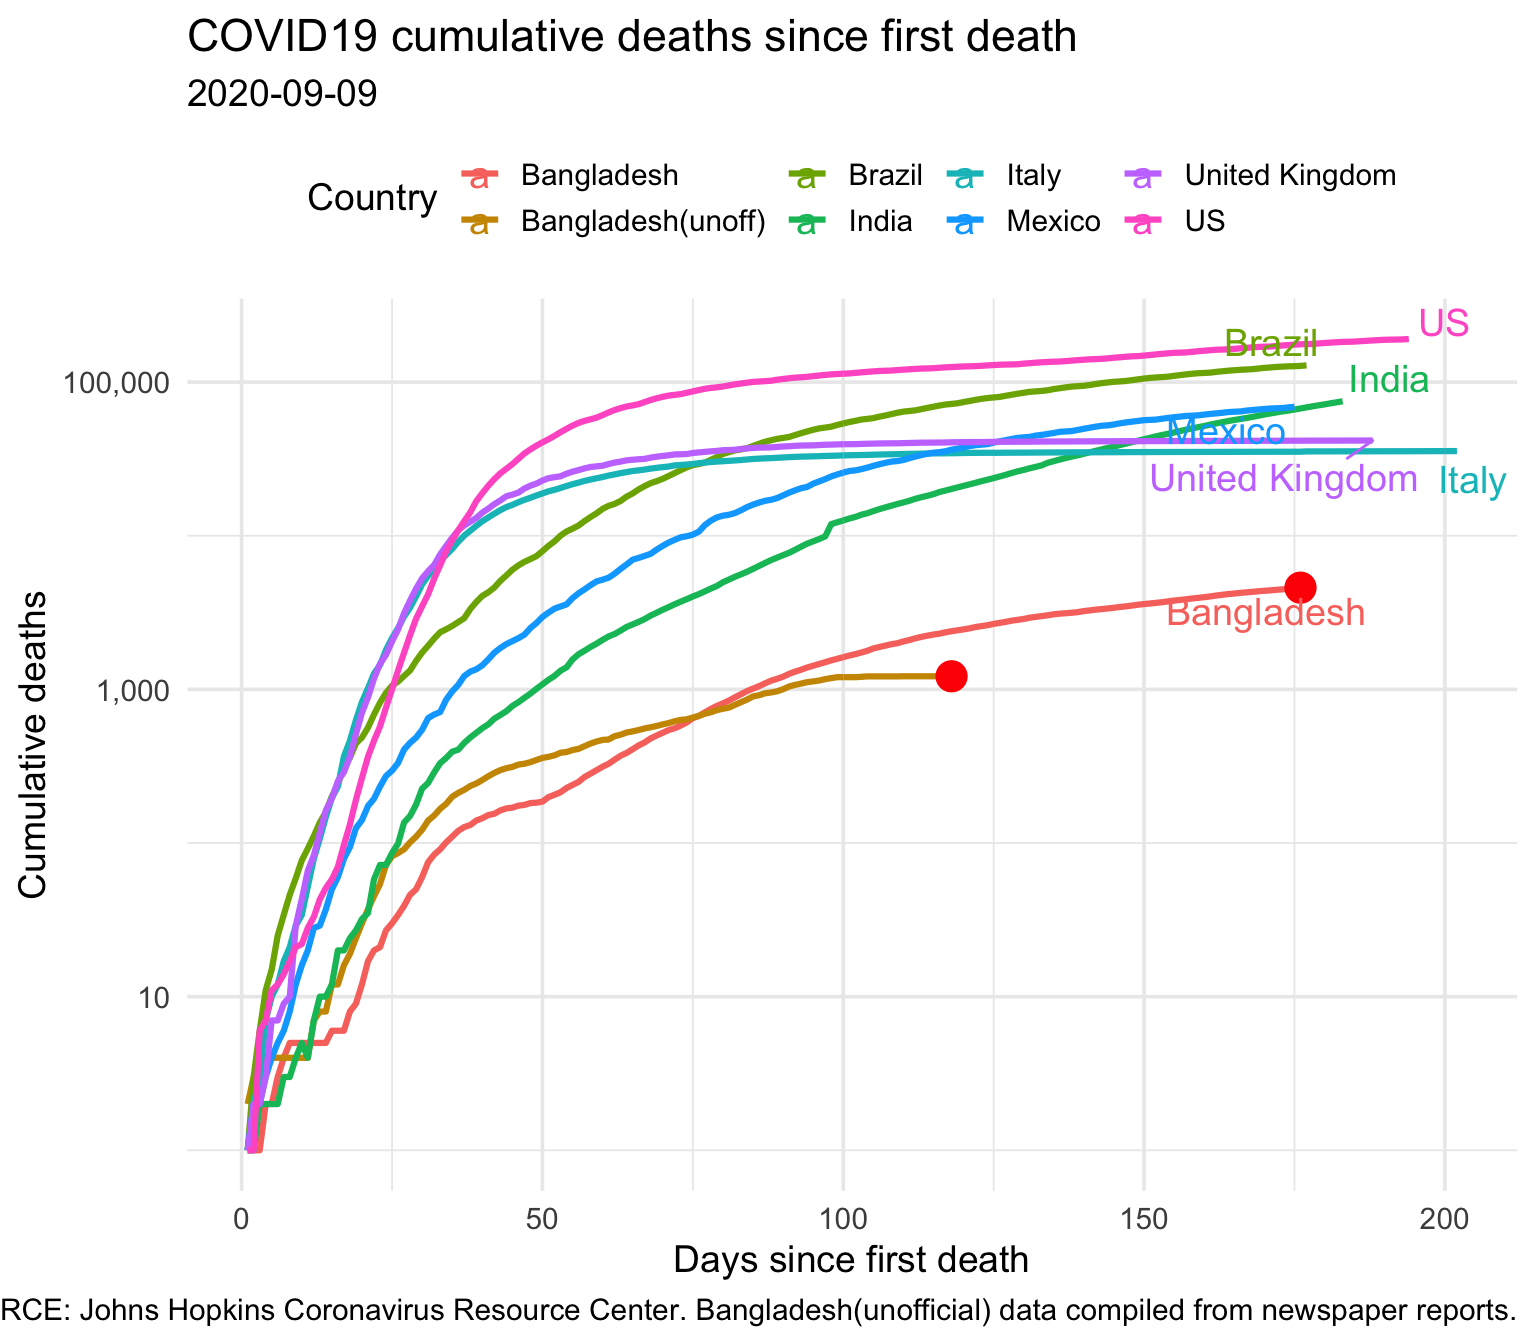 COVID19 cumulative deaths since first death
2020-09-09
Country
a Bangladesh a Brazil a Italy a United Kingdom
a Bangladesh(unoff) a India a Mexico a US
US
Brazil
India
100,000
Mexico
United Kingdom
Italy
Bangladesh
1,000
10
Cumulative deaths
0 50 100 150 200
Days since first death
RCE: Johns Hopkins Coronavirus Resource Center. Bangladesh(unofficial) data compiled from newspaper reports.